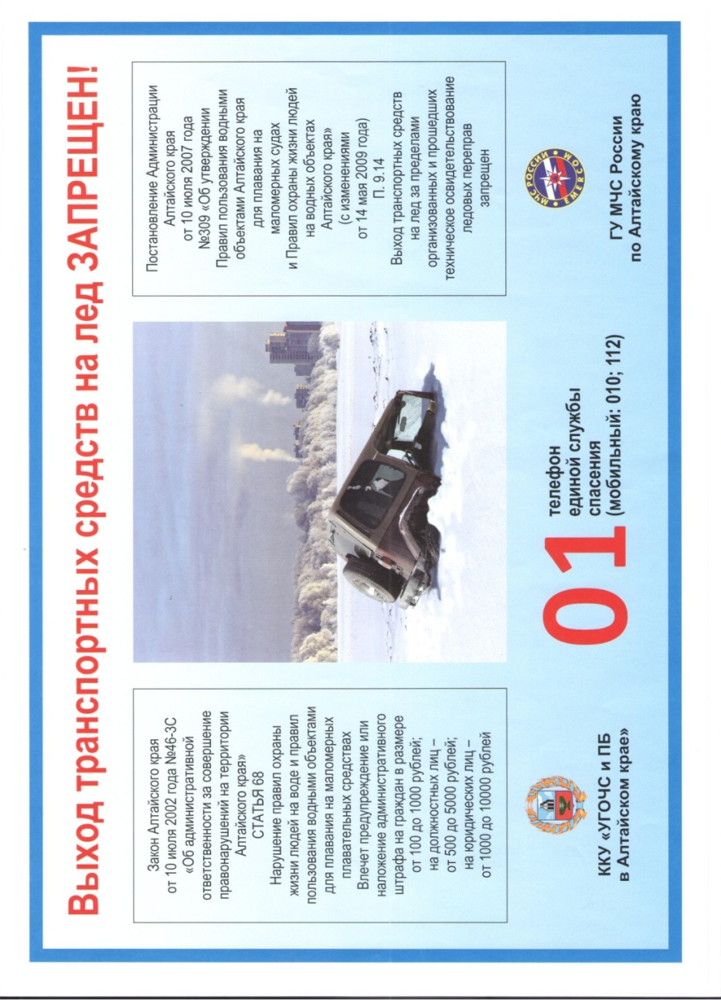 Выход транспортных средств на лед ЗАПРЕЩЕН!
Закон Алтайского края
от 10 июля 2002 года №46-ЗС
«Об административной
ответственности за совершение
правонарушений на территории
Алтайского края»
СТАТЬЯ 68
Нарушение правил охраны
жизни людей на воде и правил
пользования водными объектами
для плавания на маломерных
плавательных средствах
Влечет предупреждение или
наложение административного
штрафа на граждан в размере
от 100 до 1000 рублей;
на должностных лиц –
от 500 до 5000 рублей;
на юридических лиц –
от 1000 до 10000 рублей
Постановление Администрации
Алтайского края
от 10 июля 2007 года
№309 «Об утверждении
Правил пользования водными
объектами Алтайского края
для плавания на
маломерных судах
и Правил охраны жизни людей
на водных объектах
Алтайского края»
(с изменениями
от 14 мая 2009 года)
П. 9.14
Выход транспортных средств
на лед за пределами
организованных и прошедших
техническое освидетельствование
ледовых переправ
запрещен
ККУ «УГОЧС и ПБ
в Алтайском крае»
01
телефон
единой службы
спасения
(мобильный: 010; 112)
МЧС РОССИИ
EMERCOM
ГУ МЧС России
по Алтайскому краю